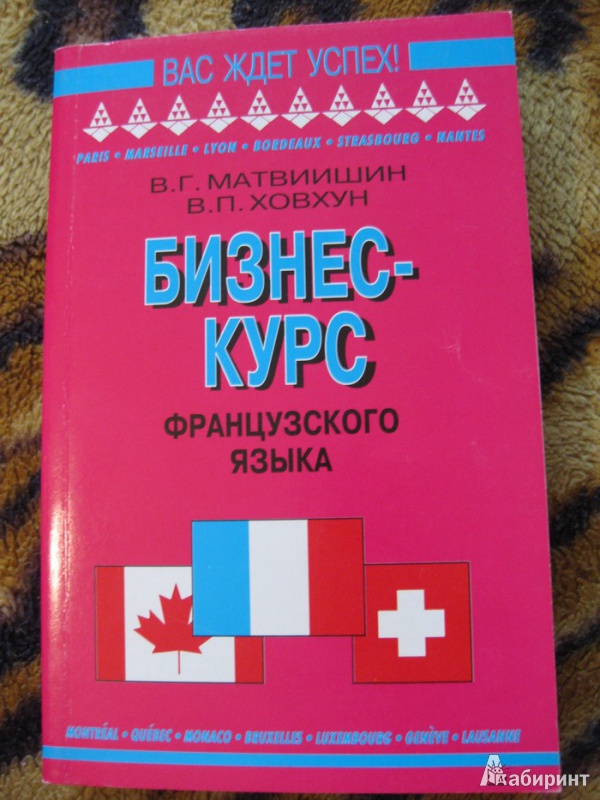 ВАС ЖДЕТ УСПЕХ!
PARIS • MARSEILLE • LYON • BORDEAUX • STRASBOURG • NANTES
В.Г. МАТВИИШИН
В.П. ХОВХУН
БИЗНЕС-
КУРС
ФРАНЦУЗСКОГО
ЯЗЫКА
MONTRÉAL • QUÉBEC • MONACO • BRUXELLES • LUXEMBOURG • GENÈVE • LAUSANNE
Лабиринт